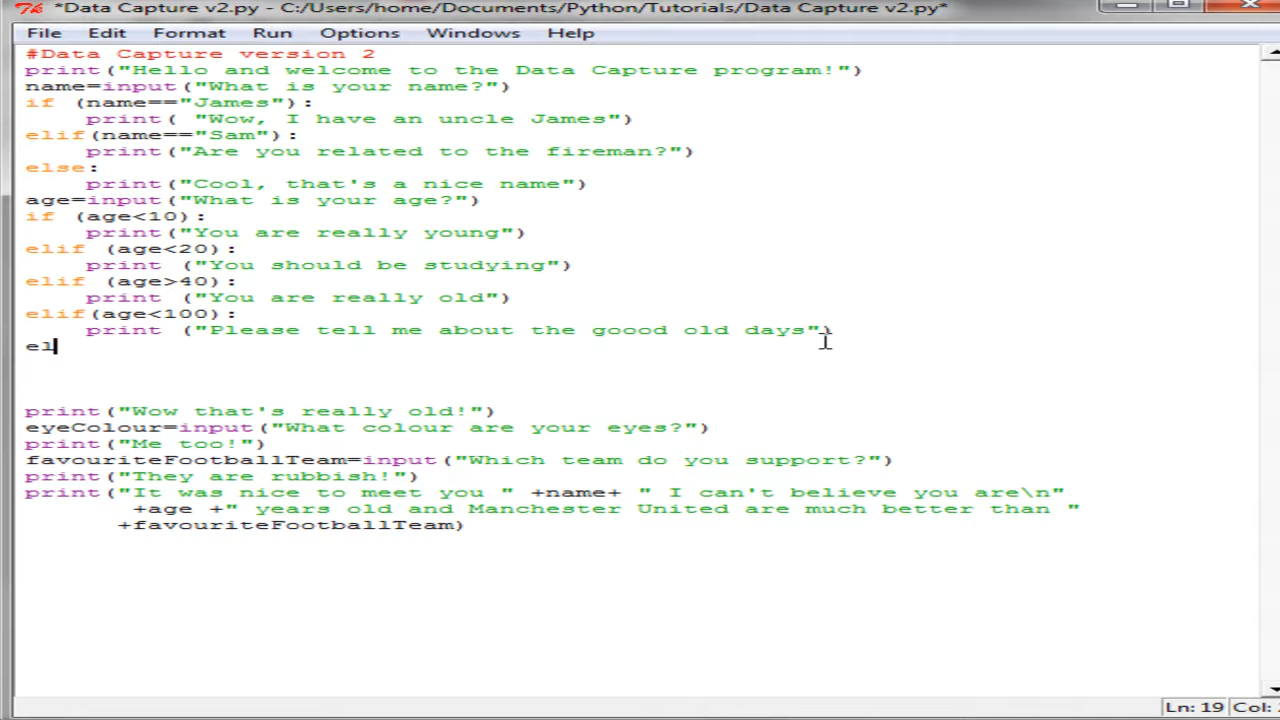 *Data Capture v2.py - C:/Users/home/Documents/Python/Tutorials/Data Capture v2.py*
File Edit Format Run Options Windows Help
#Data Capture version 2
print("Hello and welcome to the Data Capture program!")
name=input("What is your name?")
if (name=="James"):
    print( "Wow, I have an uncle James")
elif(name=="Sam"):
    print("Are you related to the fireman?")
else:
    print("Cool, that's a nice name")
age=input("What is your age?")
if (age<10):
    print("You are really young")
elif (age<20):
    print ("You should be studying")
elif (age>40):
    print ("You are really old")
elif(age<100):
    print ("Please tell me about the goood old days")
el
print("Wow that's really old!")
eyeColour=input("What colour are your eyes?")
print("Me too!")
favouriteFootballTeam=input("Which team do you support?")
print("They are rubbish!")
print("It was nice to meet you " +name+ " I can't believe you are\n"
       +age +" years old and Manchester United are much better than "
      +favouriteFootballTeam)
Ln: 19 Col: